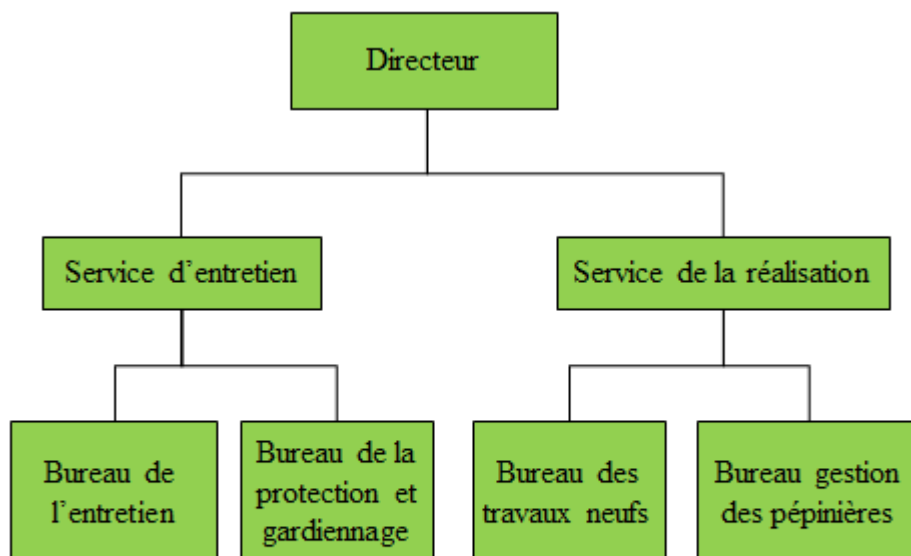 Directeur
Service d'entretien
Service de la réalisation
Bureau de
l'entretien
Bureau de la
protection et
gardiennage
Bureau des
travaux neufs
Bureau gestion
des pépinières